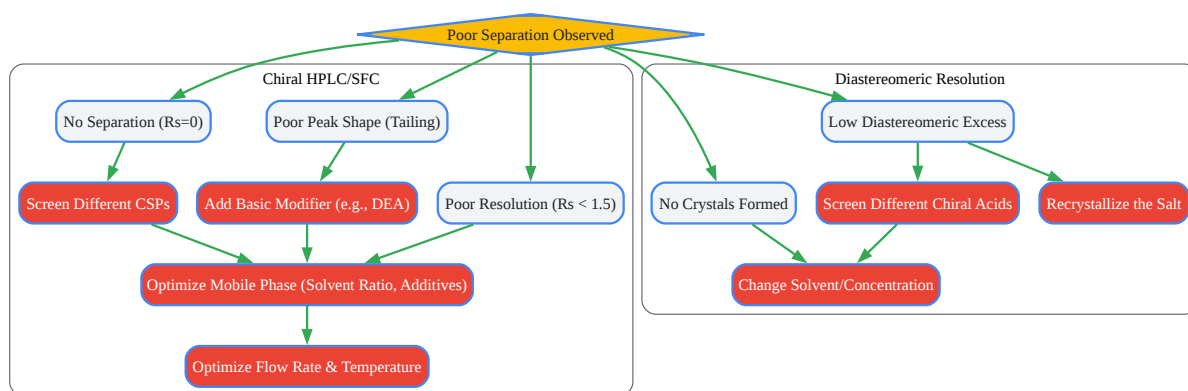 Poor Separation Observed
Chiral HPLC/SFC
Diastereomeric Resolution
No Separation (Rs=0)
Poor Peak Shape (Tailing)
Low Diastereomeric Excess
Screen Different CSPs
Add Basic Modifier (e.g., DEA)
Poor Resolution (Rs < 1.5)
No Crystals Formed
Screen Different Chiral Acids
Recrystallize the Salt
Optimize Mobile Phase (Solvent Ratio, Additives)
Change Solvent/Concentration
Optimize Flow Rate & Temperature